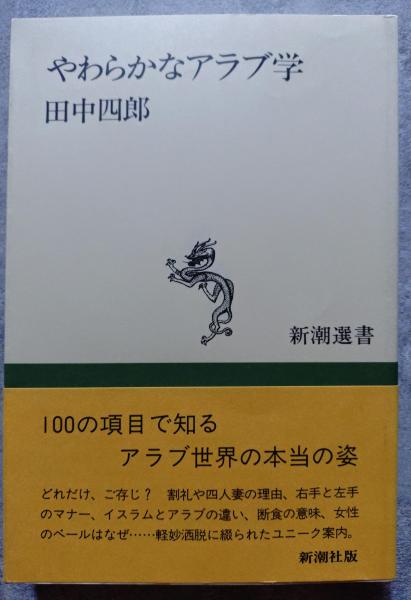 やわらかなアラブ学
田中四郎
新潮選書
100の項目で知る
アラブ世界の本当の姿
どれだけ、ご存じ? 割礼や四人妻の理由、右手と左手
のマナー、イスラムとアラブの違い、断食の意味、女性
のベールはなぜ……軽妙洒脱に綴られたユニーク案内。
新潮社版